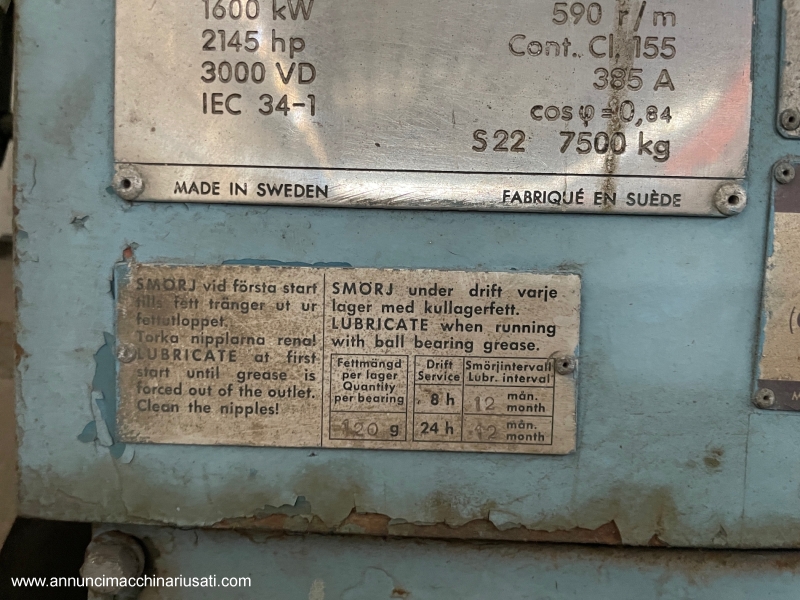 1600 kW
590 r/m
2145 hp
Cont. Cl. 155
3000 VD
385 A
IEC 34-1
cos φ = 0,84
S22 7500 kg
MADE IN SWEDEN
FABRIQUÉ EN SUÈDE
SMÖRJ vid första start
tills fett tränger ut ur
fettutloppet.
Torka nipplarna rena!
LUBRICATE at first
start until grease is
forced out of the outlet.
Clean the nipples!
SMÖRJ under drift varje
lager med kullagerfett.
LUBRICATE when running
with ball bearing grease.
Fettmängd
per lager
Quantity
per bearing
Drift
Service
Smörjintervall
Lubr. interval
8 h
12 mån.
month
120 g
24 h
12 mån.
month
www.annuncimacchinariusati.com